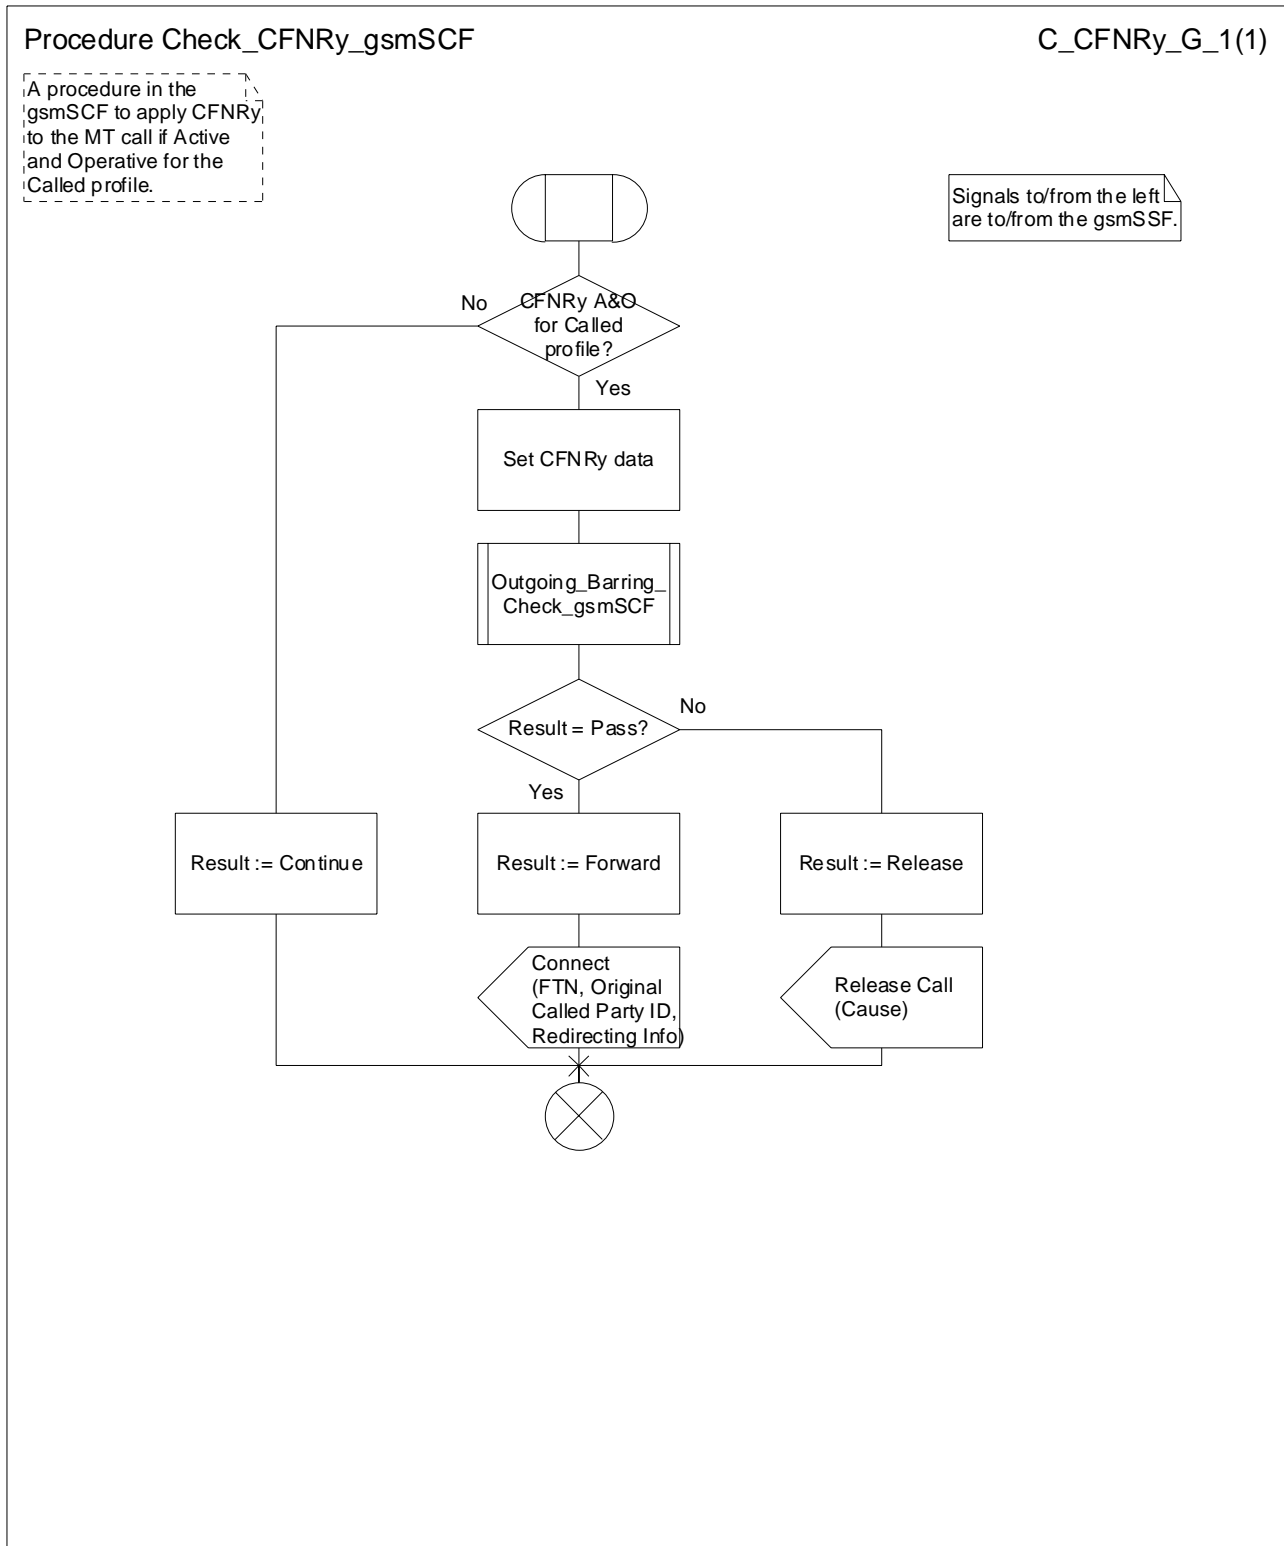 Procedure Check_CFNRy_gsmSCF
C_CFNRy_G_1(1)
A procedure in the
gsmSCF to apply CFNRy
to the MT call if Active
and Operative for the
Called profile.
Signals to/from the left
are to/from the gsmSSF.
No
CFNRy A&O
for Called
profile?
Yes
Set CFNRy data
Outgoing_Barring_
Check_gsmSCF
Result = Pass?
No
Yes
Result := Continue
Result := Forward
Result := Release
Connect
(FTN, Original
Called Party ID,
Redirecting Info)
Release Call
(Cause)